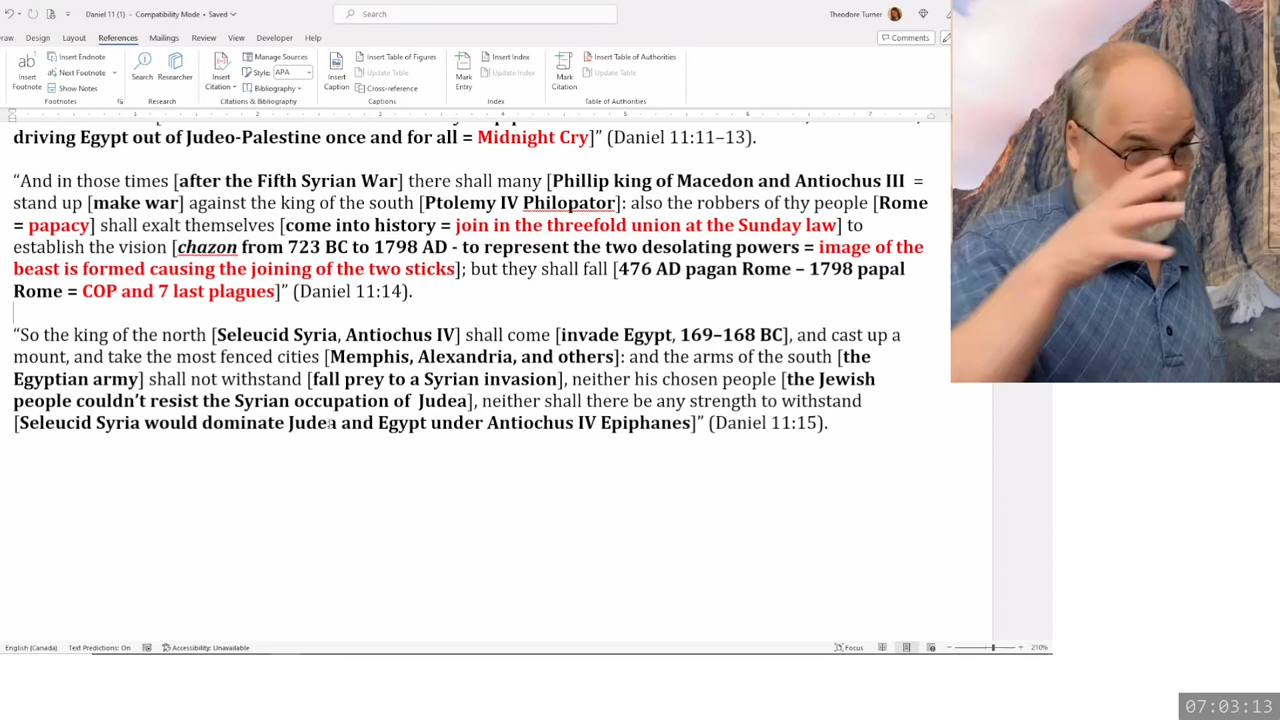 Daniel 11 (1) - Compatibility Mode • Saved
Search
Theodore Turner
raw Design Layout References Mailings Review View Developer Help
Comments
Insert Footnote
Insert Endnote
Next Footnote
Show Notes
Footnotes
Search
Researcher
Research
Insert Citation
Manage Sources
Style: APA
Bibliography
Citations & Bibliography
Insert Caption
Insert Table of Figures
Update Table
Cross-reference
Captions
Mark Entry
Insert Index
Update Index
Index
Mark Citation
Insert Table of Authorities
Update Table
Table of Authorities
1 2 3 4 5 6 7
driving Egypt out of Judeo-Palestine once and for all = Midnight Cry]” (Daniel 11:11–13).
“And in those times [after the Fifth Syrian War] there shall many [Phillip king of Macedon and Antiochus III =
stand up [make war] against the king of the south [Ptolemy IV Philopator]: also the robbers of thy people [Rome
= papacy] shall exalt themselves [come into history = join in the threefold union at the Sunday law] to
establish the vision [chazon from 723 BC to 1798 AD - to represent the two desolating powers = image of the
beast is formed causing the joining of the two sticks]; but they shall fall [476 AD pagan Rome – 1798 papal
Rome = COP and 7 last plagues]” (Daniel 11:14).
“So the king of the north [Seleucid Syria, Antiochus IV] shall come [invade Egypt, 169–168 BC], and cast up a
mount, and take the most fenced cities [Memphis, Alexandria, and others]: and the arms of the south [the
Egyptian army] shall not withstand [fall prey to a Syrian invasion], neither his chosen people [the Jewish
people couldn’t resist the Syrian occupation of Judea], neither shall there be any strength to withstand
[Seleucid Syria would dominate Judea and Egypt under Antiochus IV Epiphanes]” (Daniel 11:15).
English (Canada) Text Predictions: On Accessibility: Unavailable Focus 210%
07:03:13